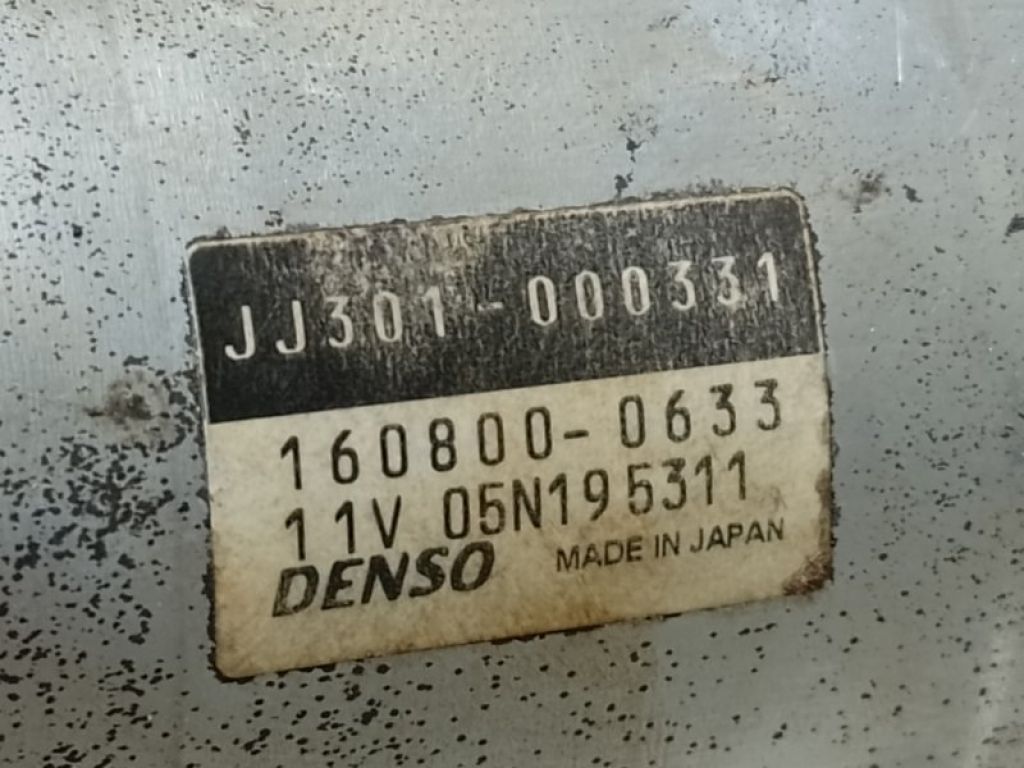 JJ301-000331
160800-0633
11V 05N195311
DENSO MADE IN JAPAN